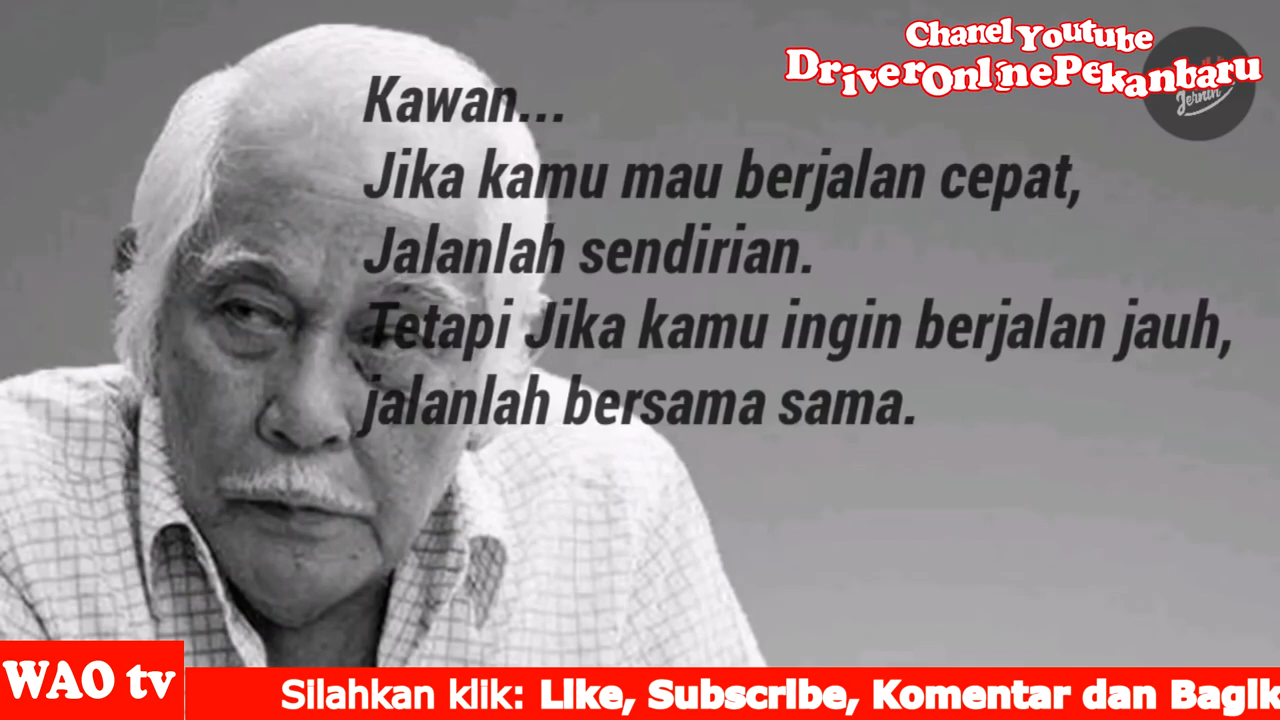 Chanel Youtube
DriverOnlinePekanbaru
Jernih
Kawan...
Jika kamu mau berjalan cepat,
Jalanlah sendirian.
Tetapi Jika kamu ingin berjalan jauh,
jalanlah bersama sama.
WAO tv
Silahkan klik: Like, Subscribe, Komentar dan Bagik